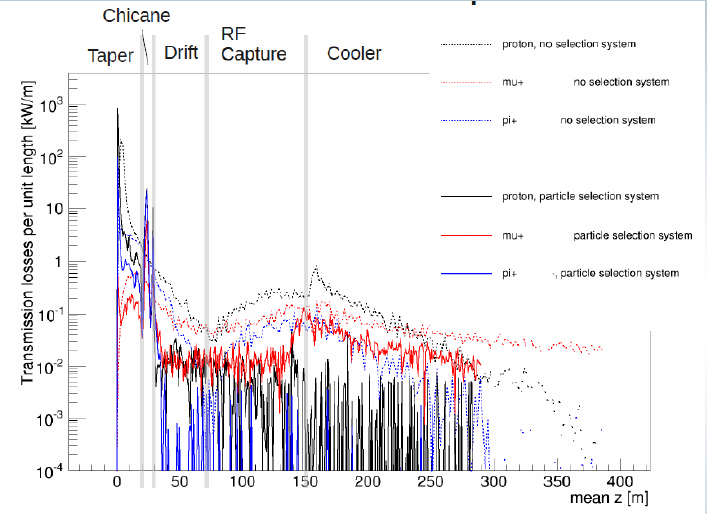 Chicane
Taper
Drift
RF
Capture
Cooler
proton, no selection system
mu+ no selection system
pi+ no selection system
proton, particle selection system
mu+ particle selection system
pi+ , particle selection system
Transmission losses per unit length [kW/m]
10³
10²
10
1
10⁻¹
10⁻²
10⁻³
10⁻⁴
0 50 100 150 200 250 300 350 400
mean z [m]